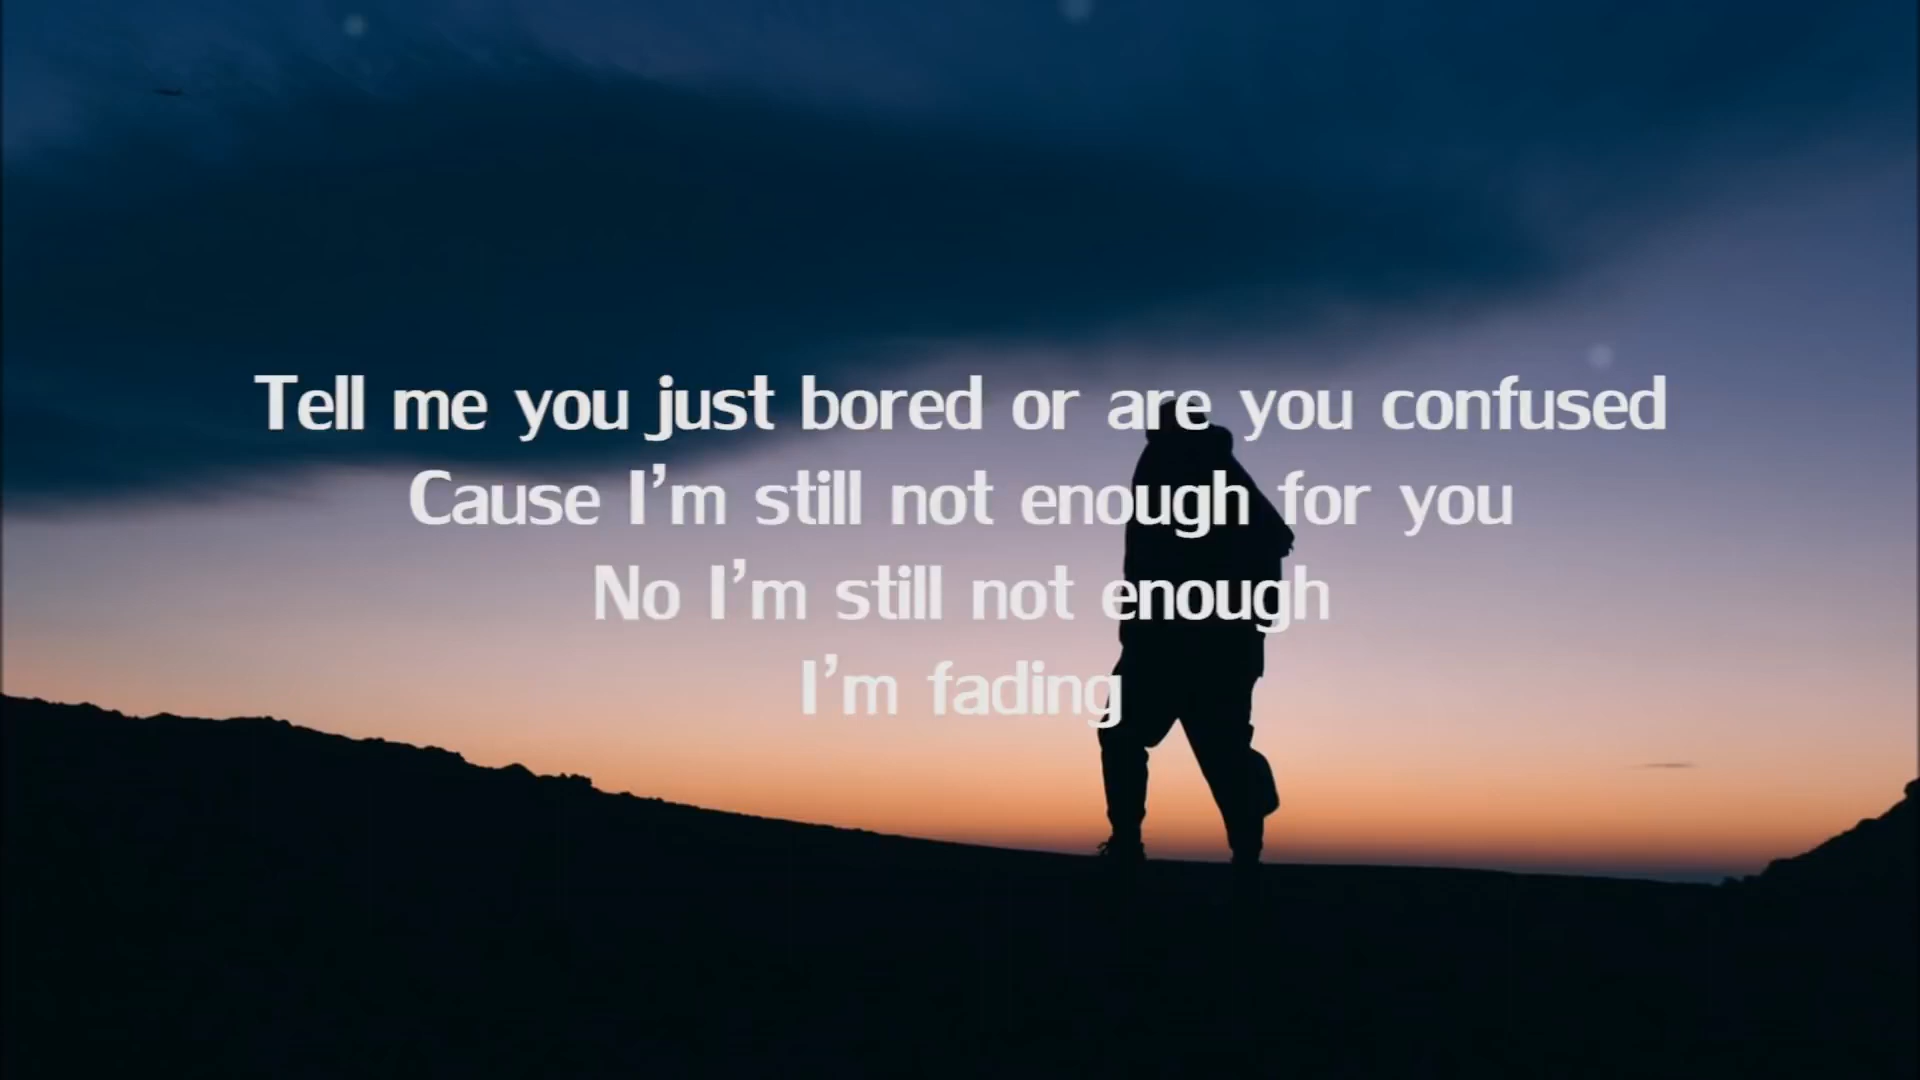 Tell me you just bored or are you confused
Cause I’m still not enough for you
No I’m still not enough
I’m fading